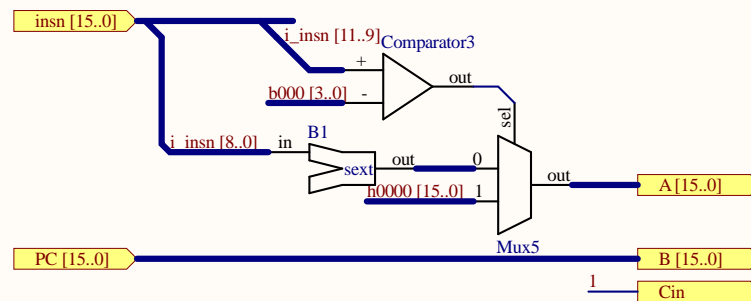 insn [15..0]
i_insn [11..9]
Comparator3
+
out
b000 [3..0]
-
sel
B1
i_insn [8..0]
in
out
0
sext
h0000 [15..0]
1
out
A [15..0]
Mux5
PC [15..0]
B [15..0]
1
Cin